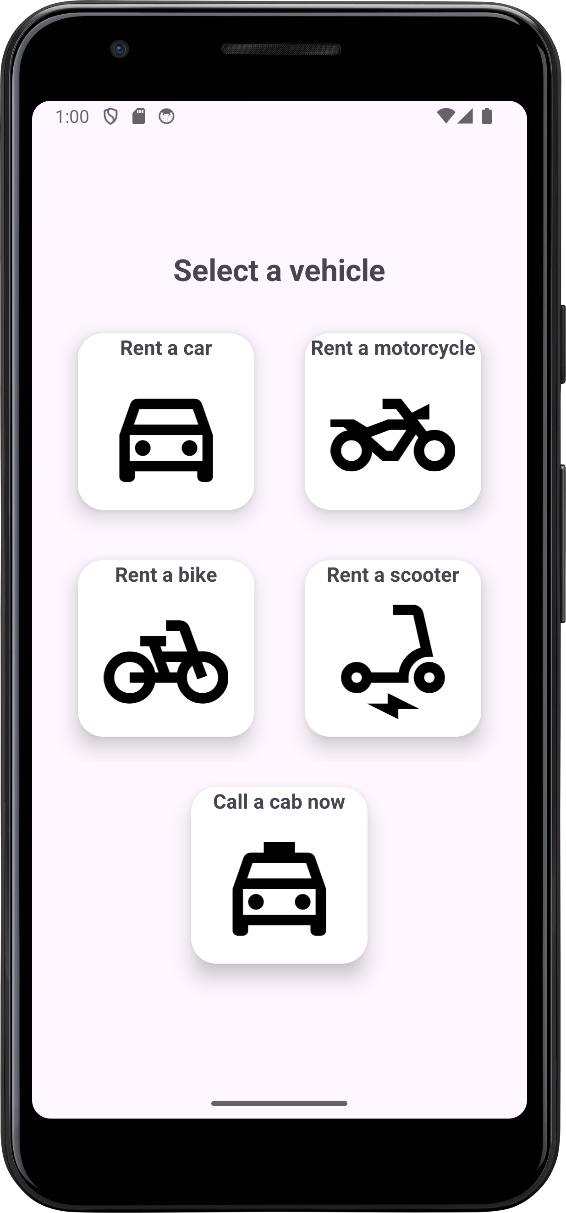 1:00
Select a vehicle
Rent a car
Rent a motorcycle
Rent a bike
Rent a scooter
Call a cab now